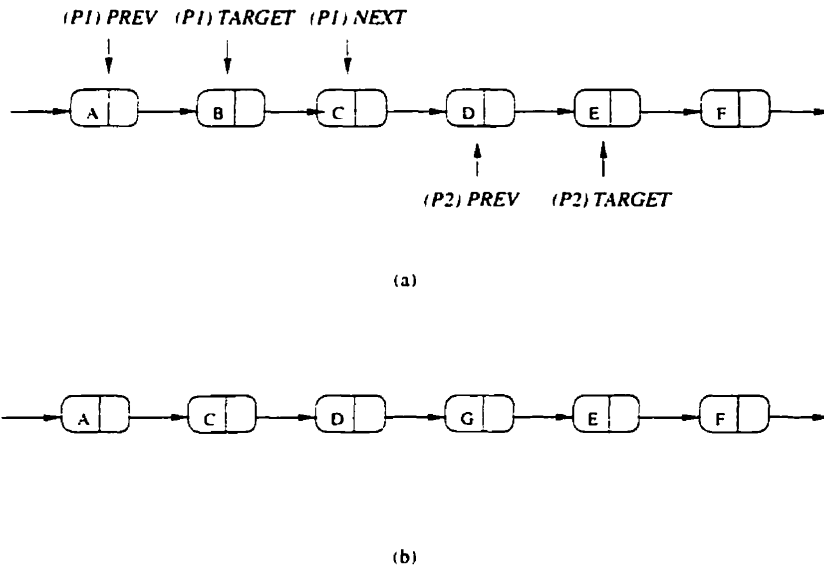 (P1) PREV (P1) TARGET (P1) NEXT
A B C D E F
(P2) PREV (P2) TARGET
(a)
A C D G E F
(b)